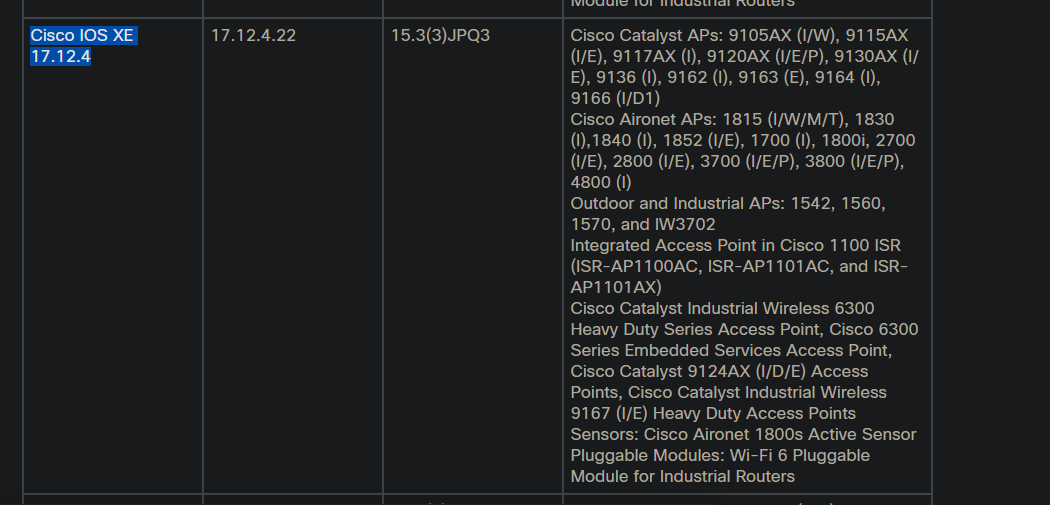 Module for Industrial Routers
Cisco IOS XE
17.12.4
17.12.4.22
15.3(3)JPQ3
Cisco Catalyst APs: 9105AX (I/W), 9115AX
(I/E), 9117AX (I), 9120AX (I/E/P), 9130AX (I/
E), 9136 (I), 9162 (I), 9163 (E), 9164 (I),
9166 (I/D1)
Cisco Aironet APs: 1815 (I/W/M/T), 1830
(I),1840 (I), 1852 (I/E), 1700 (I), 1800i, 2700
(I/E), 2800 (I/E), 3700 (I/E/P), 3800 (I/E/P),
4800 (I)
Outdoor and Industrial APs: 1542, 1560,
1570, and IW3702
Integrated Access Point in Cisco 1100 ISR
(ISR-AP1100AC, ISR-AP1101AC, and ISR-
AP1101AX)
Cisco Catalyst Industrial Wireless 6300
Heavy Duty Series Access Point, Cisco 6300
Series Embedded Services Access Point,
Cisco Catalyst 9124AX (I/D/E) Access
Points, Cisco Catalyst Industrial Wireless
9167 (I/E) Heavy Duty Access Points
Sensors: Cisco Aironet 1800s Active Sensor
Pluggable Modules: Wi-Fi 6 Pluggable
Module for Industrial Routers